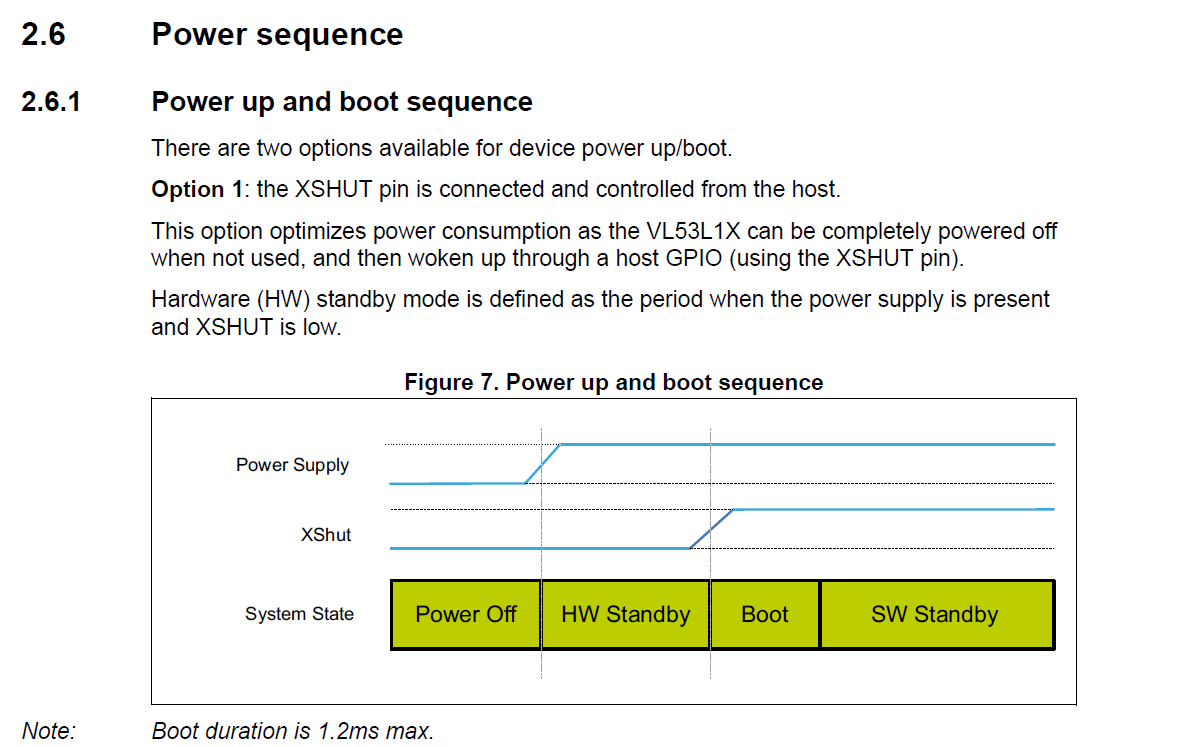 2.6 Power sequence
2.6.1 Power up and boot sequence
There are two options available for device power up/boot.
Option 1: the XSHUT pin is connected and controlled from the host.
This option optimizes power consumption as the VL53L1X can be completely powered off
when not used, and then woken up through a host GPIO (using the XSHUT pin).
Hardware (HW) standby mode is defined as the period when the power supply is present
and XSHUT is low.
Figure 7. Power up and boot sequence
Power Supply
XShut
System State
Power Off
HW Standby
Boot
SW Standby
Note: Boot duration is 1.2ms max.